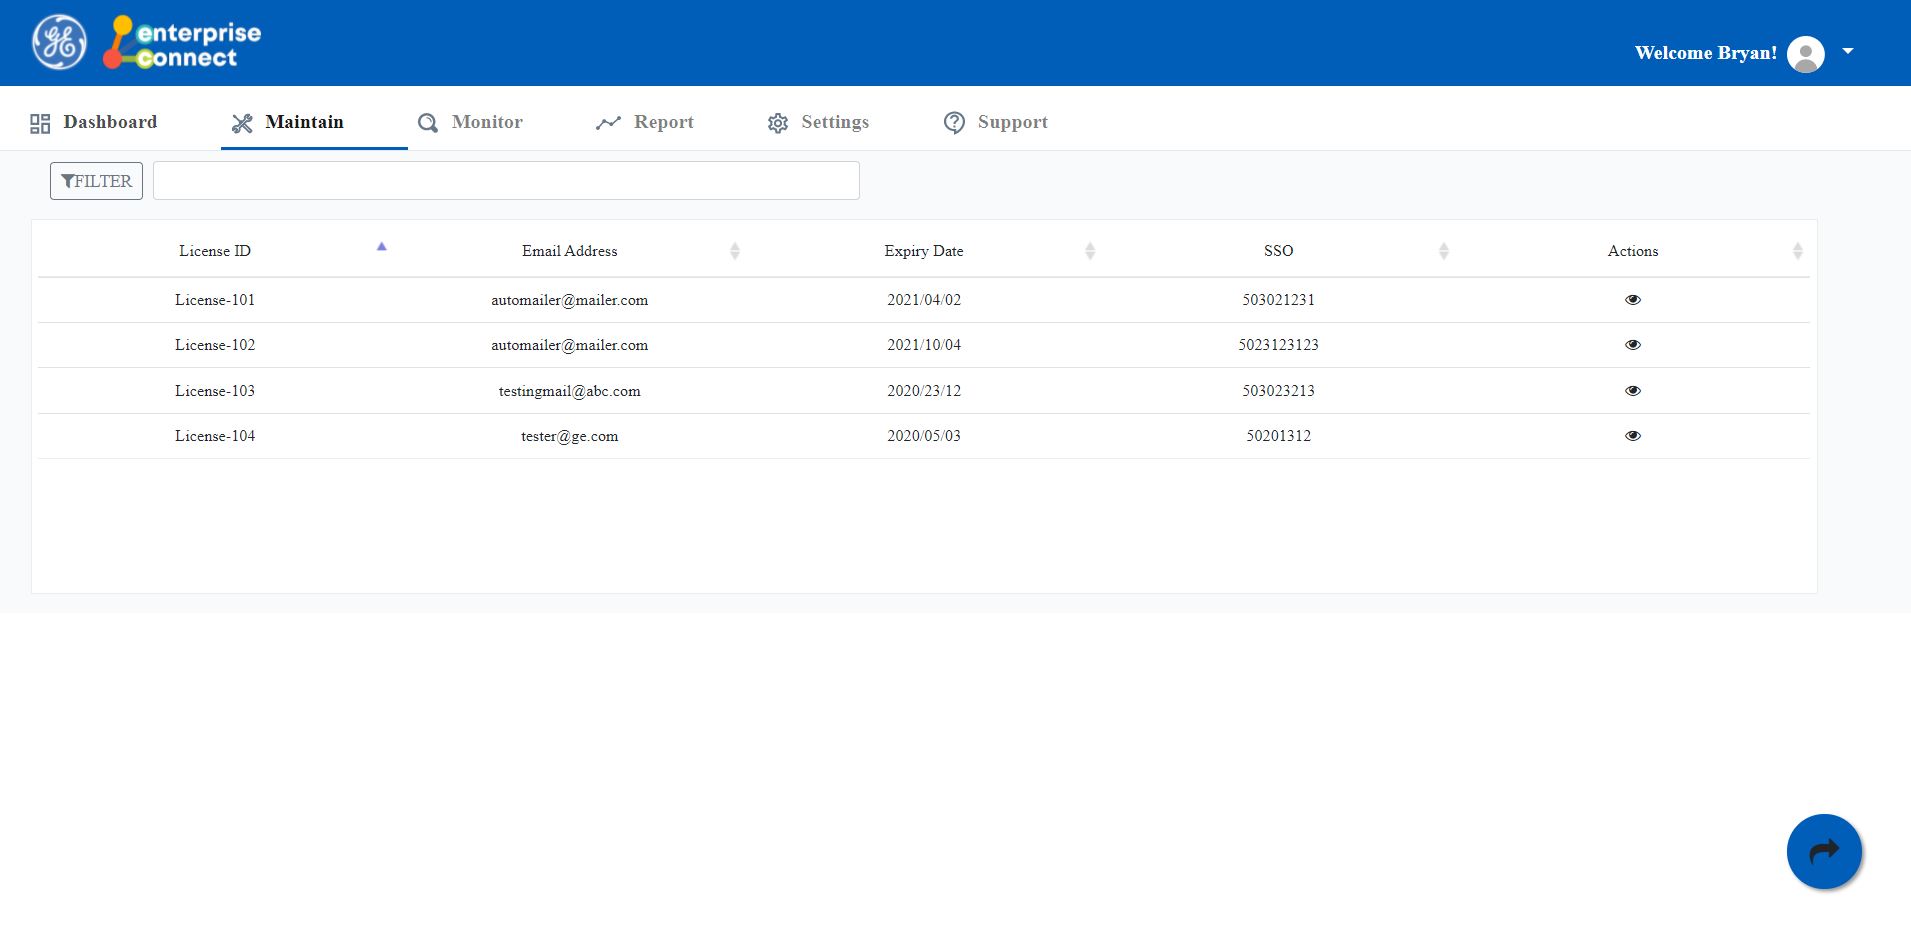 GE enterprise connect
Welcome Bryan!
Dashboard Maintain Monitor Report Settings Support
FILTER
License ID Email Address Expiry Date SSO Actions
License-101 automailer@mailer.com 2021/04/02 503021231
License-102 automailer@mailer.com 2021/10/04 5023123123
License-103 testingmail@abc.com 2020/23/12 503023213
License-104 tester@ge.com 2020/05/03 50201312